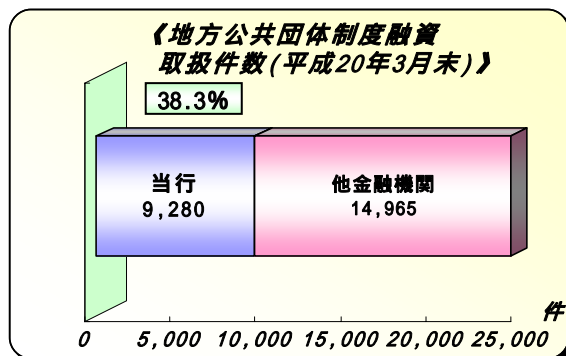 《地方公共団体制度融資
取扱件数(平成20年3月末)》
38.3%
当行
9,280
他金融機関
14,965
件
0 5,000 10,000 15,000 20,000 25,000